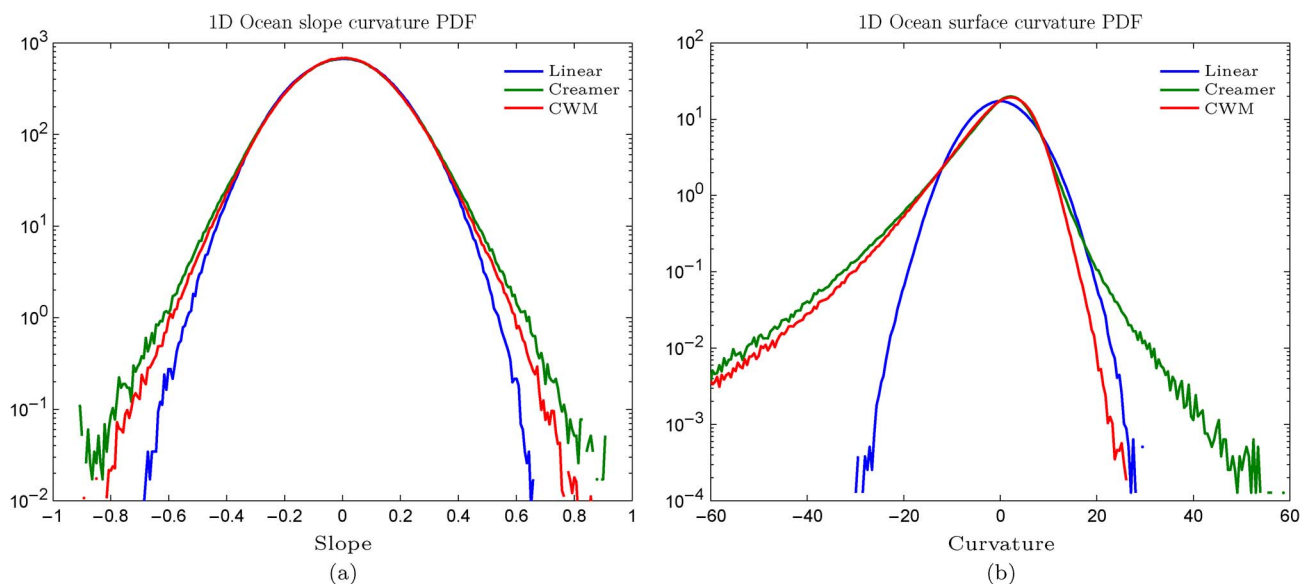 1D Ocean slope curvature PDF
10^3
10^2
10^1
10^0
10^-1
10^-2
Linear
Creamer
CWM
−1 −0.8 −0.6 −0.4 −0.2 0 0.2 0.4 0.6 0.8 1
Slope
(a)
1D Ocean surface curvature PDF
10^2
10^1
10^0
10^-1
10^-2
10^-3
10^-4
Linear
Creamer
CWM
−60 −40 −20 0 20 40 60
Curvature
(b)